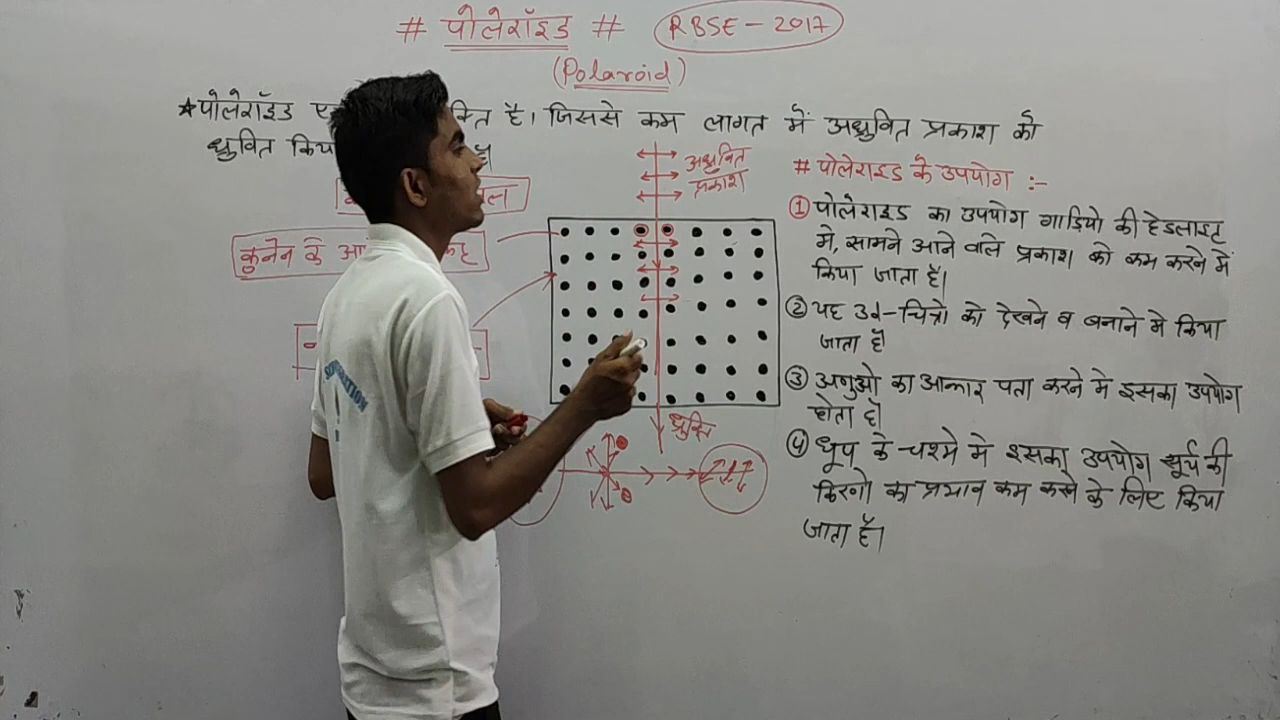 # पोलेरॉइड #
RBSE - 2017
(Polaroid)
★पोलेरॉइड है। जिससे कम लागत में अध्रुवित प्रकाश को
ध्रुवित
अध्रुवित
प्रकाश
कुनेन के
ध्रुवित
# पोलेराइड के उपयोग :-
① पोलेराइड का उपयोग गाडियो की हेडलाइट
मे, सामने आने वाले प्रकाश को कम करने में
किया जाता हैं।
② यह 3d-चित्रो को देखने व बनाने मे किया
जाता हैं
③ अणुओ का आकार पता करने मे इसका उपयोग
होता हैं
④ धूप के चश्मे मे इसका उपयोग सूर्य की
किरणो का प्रभाव कम करने के लिए किया
जाता हैं।